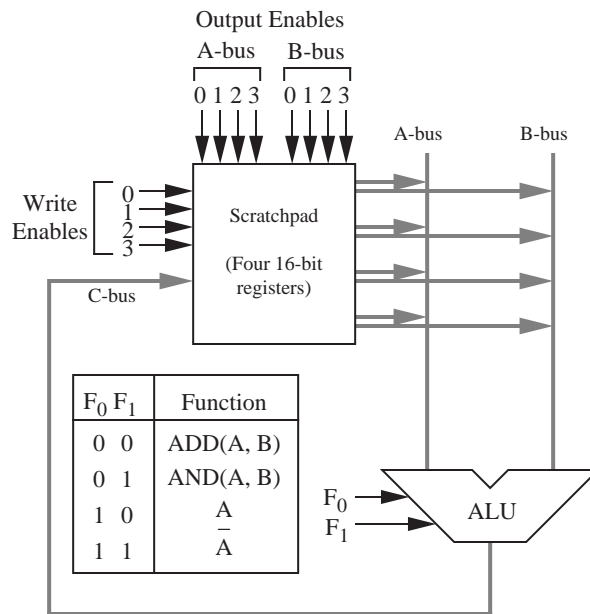 Output Enables
A-bus B-bus
0 1 2 3 0 1 2 3
A-bus B-bus
Write Enables
0
1
2
3
Scratchpad
(Four 16-bit registers)
C-bus
F₀ F₁ Function
0 0 ADD(A, B)
0 1 AND(A, B)
1 0 A
1 1 A̅
F₀
F₁
ALU